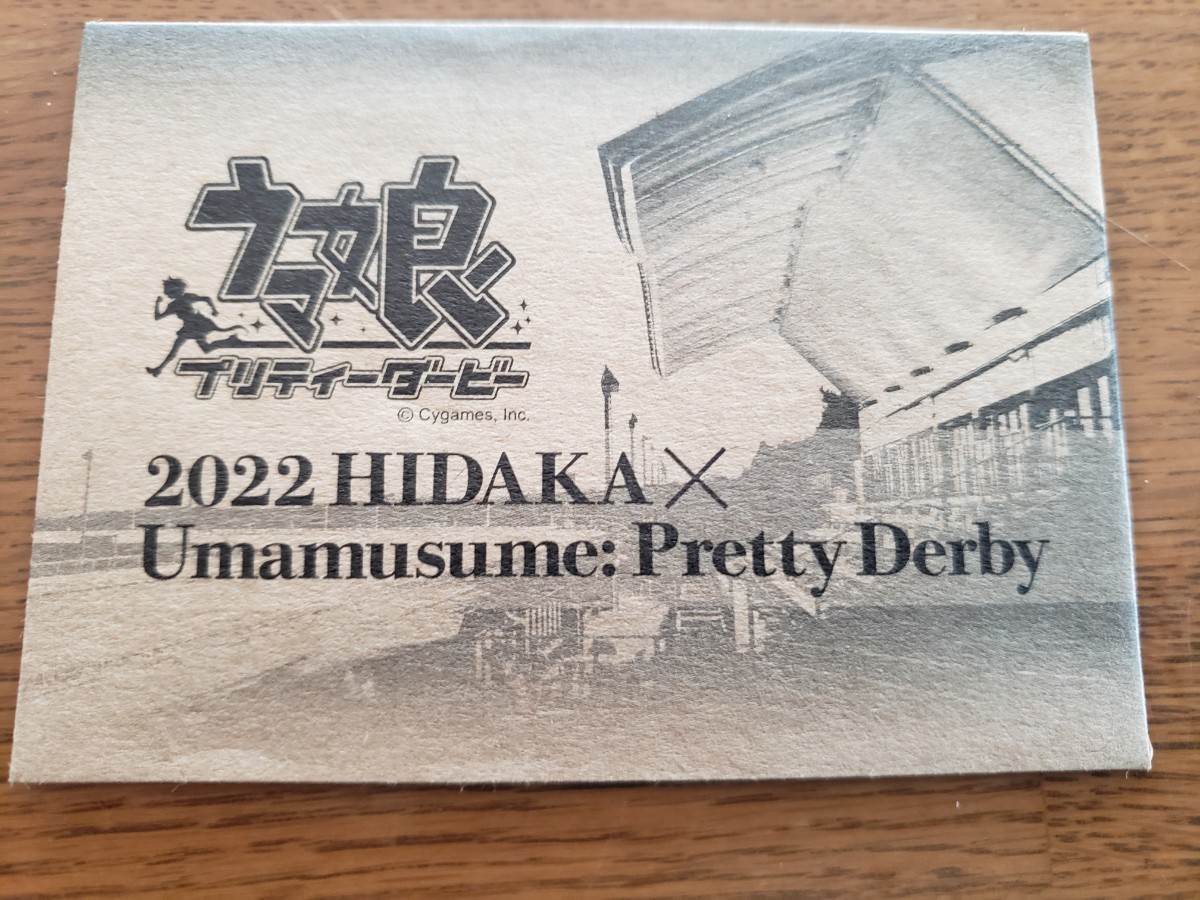 ウマ娘
プリティーダービー
© Cygames, Inc.
2022 HIDAKA×
Umamusume: Pretty Derby